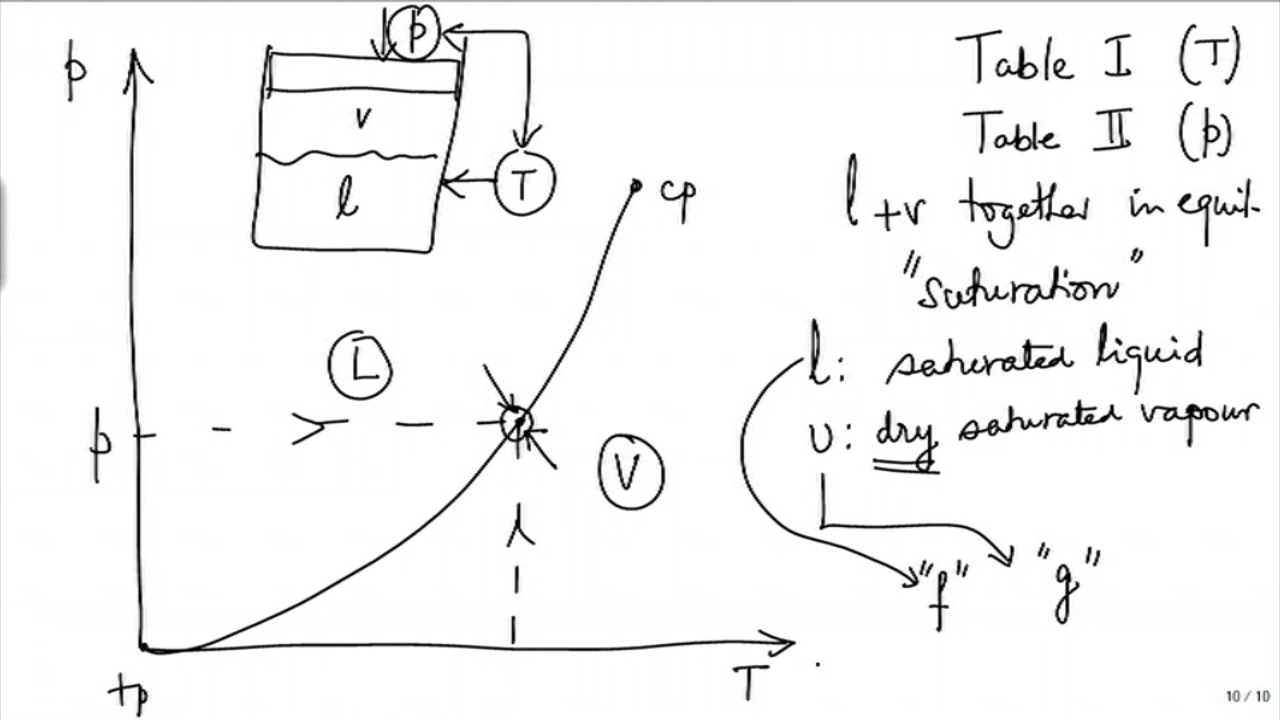 p
p
v
l
T
cp
L
p
V
tp
T
Table I (T)
Table II (p)
l + v together in equil.
"saturation"
l: saturated liquid
v: dry saturated vapour
"f" "g"
10 / 10